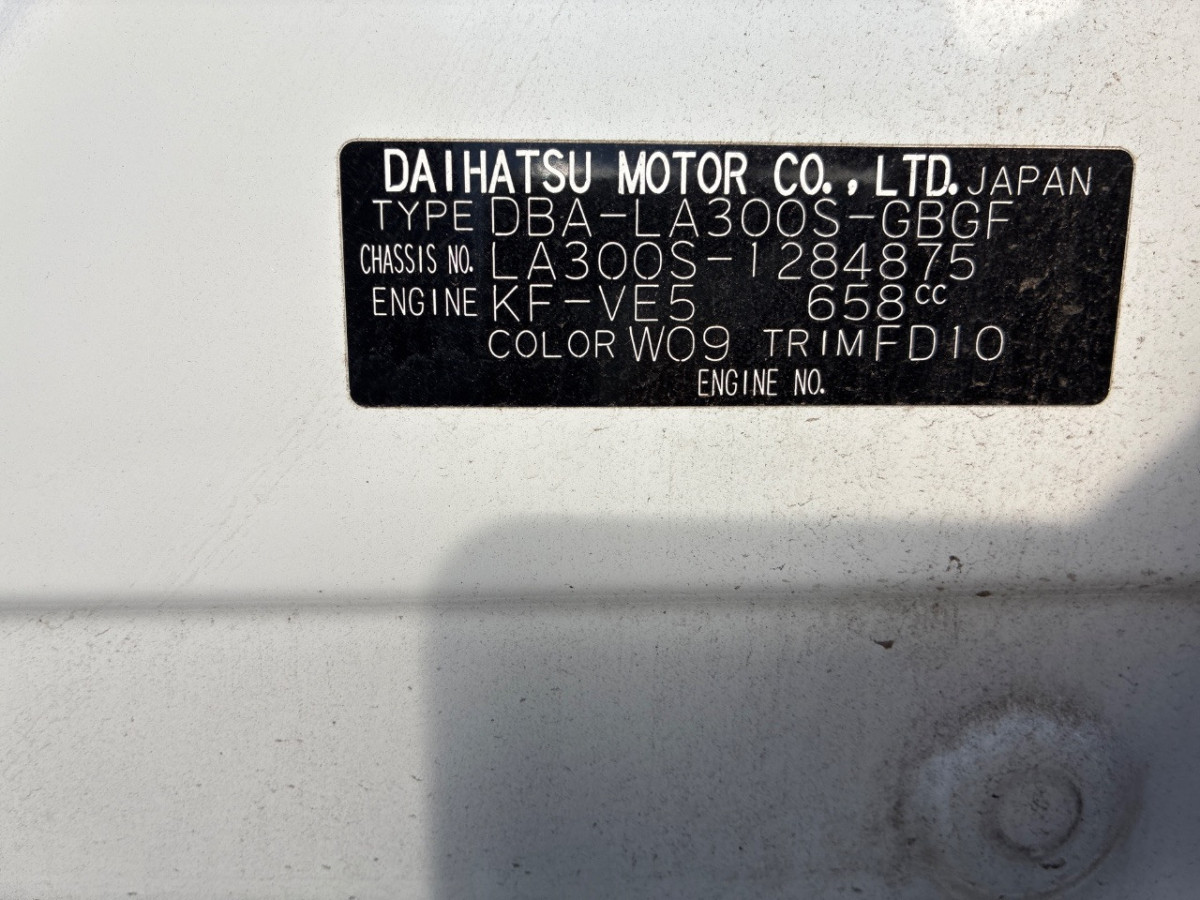 DAIHATSU MOTOR CO., LTD. JAPAN
TYPE DBA-LA300S-GBGF
CHASSIS NO. LA300S-1284875
ENGINE KF-VE5 658cc
COLOR W09 TRIM FD10
ENGINE NO.